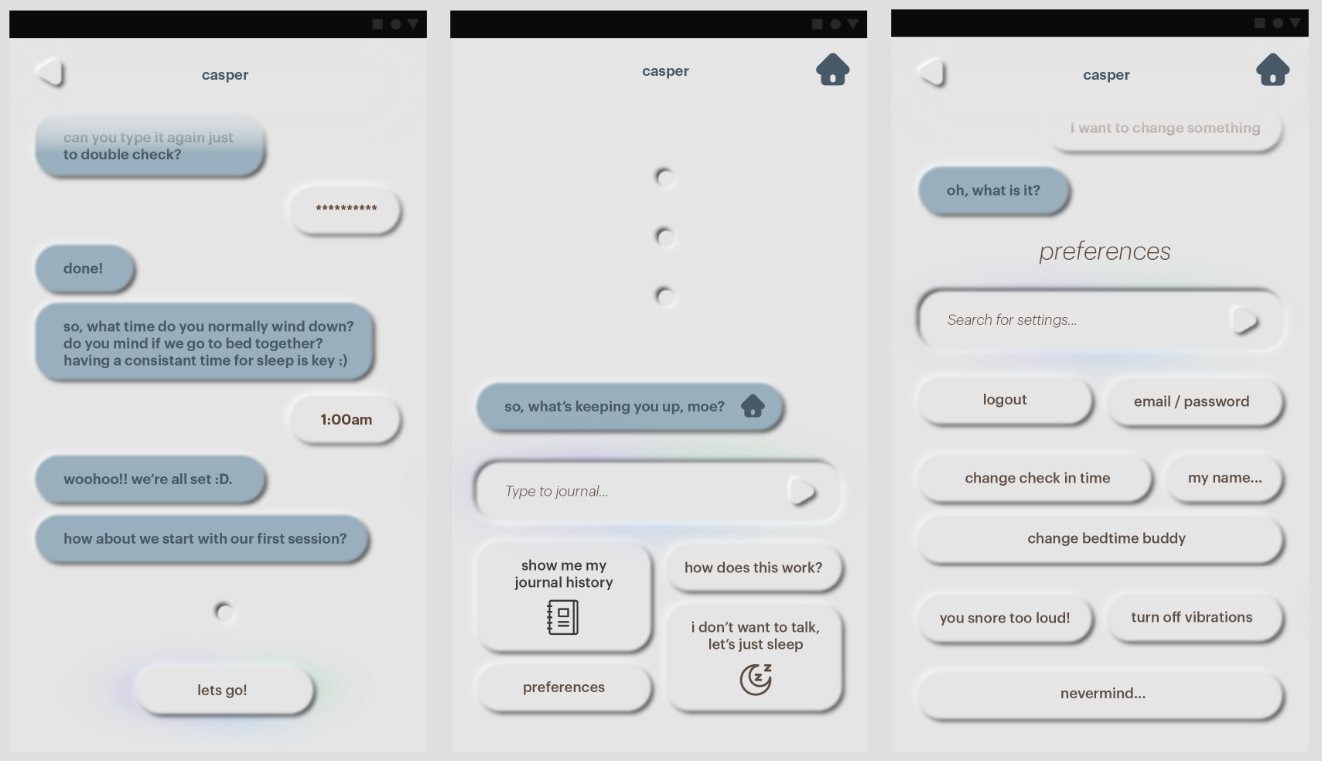 casper
can you type it again just
to double check?
**********
done!
so, what time do you normally wind down?
do you mind if we go to bed together?
having a consistant time for sleep is key :)
1:00am
woohoo!! we're all set :D.
how about we start with our first session?
lets go!
casper
so, what's keeping you up, moe?
Type to journal...
show me my
journal history
how does this work?
i don't want to talk,
let's just sleep
z z z
preferences
casper
I want to change something
oh, what is it?
preferences
Search for settings...
logout
email / password
change check in time
my name...
change bedtime buddy
you snore too loud!
turn off vibrations
nevermind...